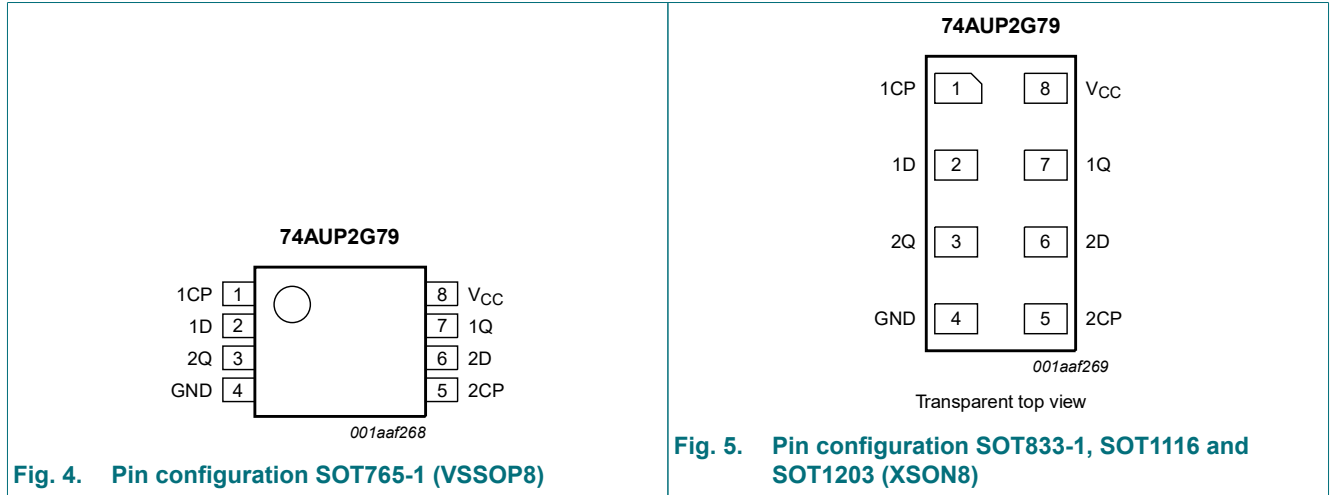 74AUP2G79
1CP 1 8 VCC
1D 2 7 1Q
2Q 3 6 2D
GND 4 5 2CP
001aaf268
Fig. 4. Pin configuration SOT765-1 (VSSOP8)
74AUP2G79
1CP 1 8 VCC
1D 2 7 1Q
2Q 3 6 2D
GND 4 5 2CP
001aaf269
Transparent top view
Fig. 5. Pin configuration SOT833-1, SOT1116 and
SOT1203 (XSON8)